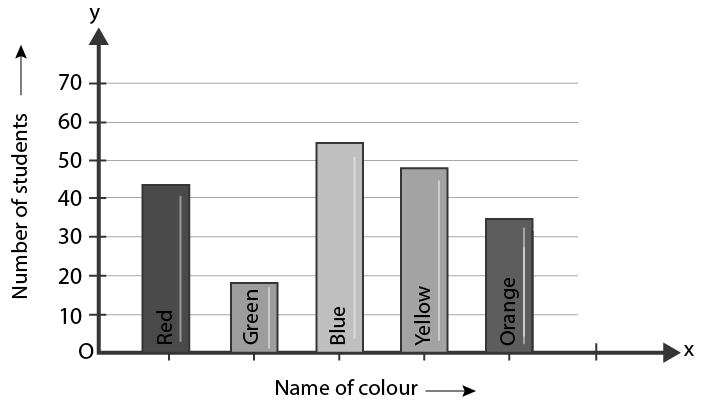 y
70
60
50
40
30
20
10
O
Number of students
Red
Green
Blue
Yellow
Orange
x
Name of colour